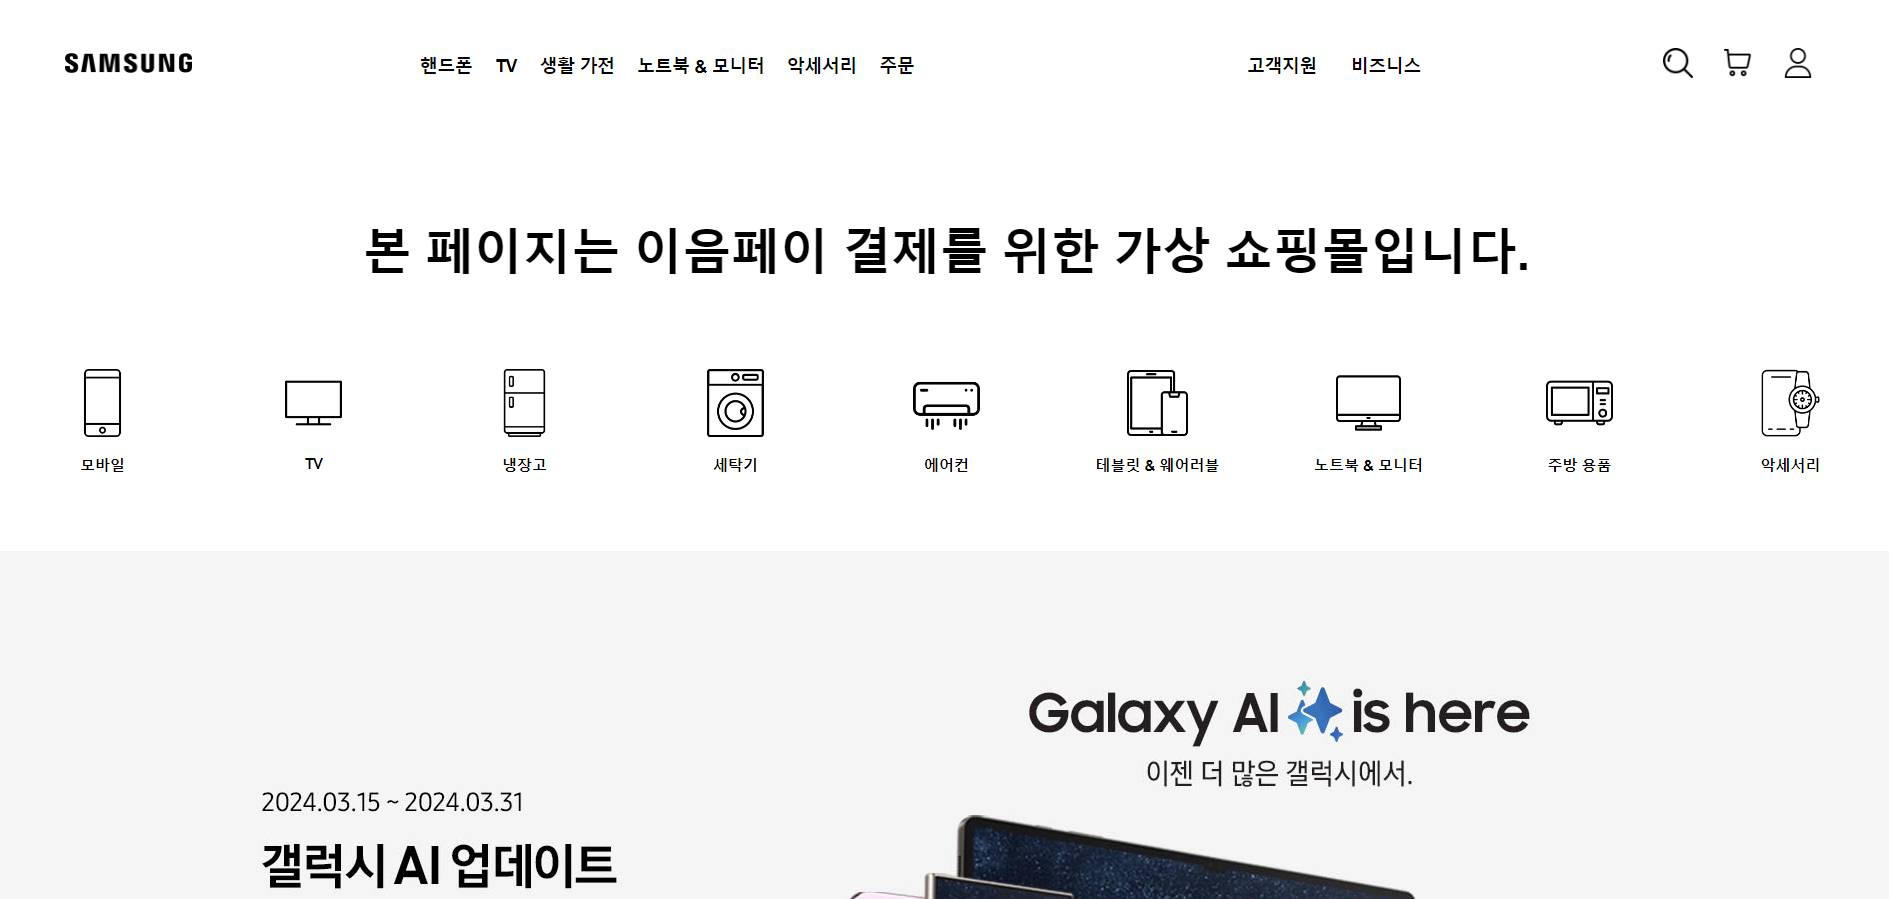 SAMSUNG 핸드폰 TV 생활 가전 노트북 & 모니터 악세서리 주문 고객지원 비즈니스
본 페이지는 이음페이 결제를 위한 가상 쇼핑몰입니다.
모바일 TV 냉장고 세탁기 에어컨 테블릿 & 웨어러블 노트북 & 모니터 주방 용품 악세서리
Galaxy AI is here
이젠 더 많은 갤럭시에서.
2024.03.15 ~ 2024.03.31
갤럭시 AI 업데이트